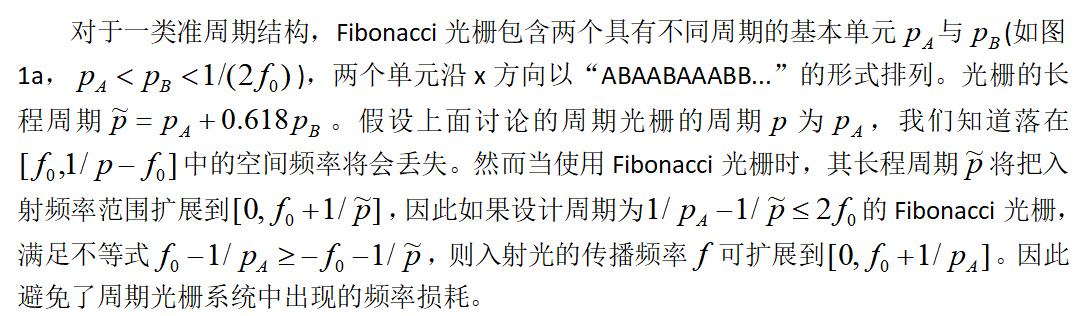 对于一类准周期结构，Fibonacci 光栅包含两个具有不同周期的基本单元 p_A 与 p_B (如图
1a， p_A < p_B < 1/(2f_0) )，两个单元沿 x 方向以“ABAABAAABB...”的形式排列。光栅的长
程周期 p̃ = p_A + 0.618p_B 。假设上面讨论的周期光栅的周期 p 为 p_A，我们知道落在
[f_0,1/ p − f_0] 中的空间频率将会丢失。然而当使用 Fibonacci 光栅时，其长程周期 p̃ 将把入
射频率范围扩展到[0, f_0 +1/ p̃] ,因此如果设计周期为1/ p_A −1/ p̃ ≤ 2f_0 的 Fibonacci 光栅，
满足不等式 f_0 −1/ p_A ≥ −f_0 −1/ p̃，则入射光的传播频率 f 可扩展到[0, f_0 +1/ p_A]。因此
避免了周期光栅系统中出现的频率损耗。